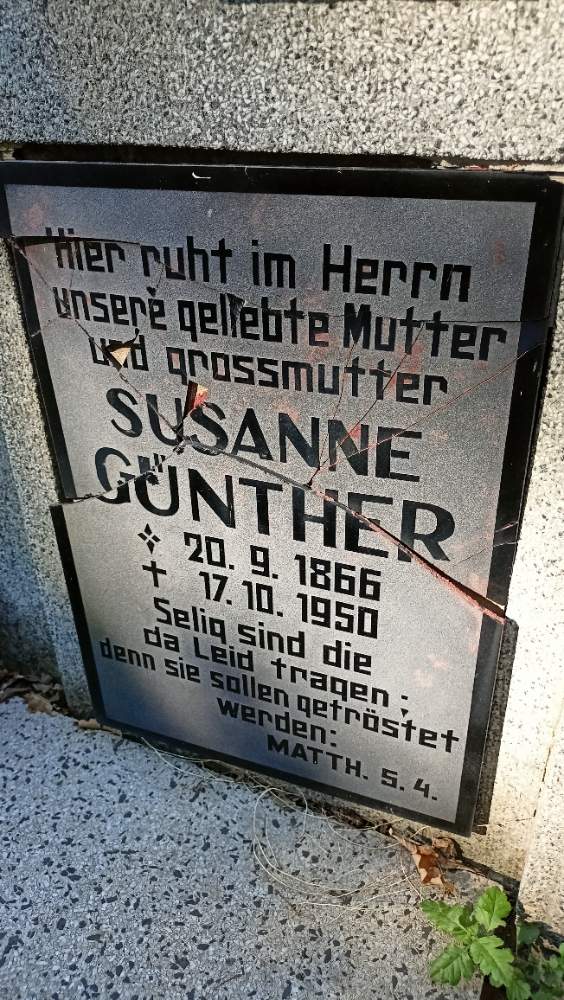 Hier ruht im Herrn
unsere geliebte Mutter
und grossmutter
SUSANNE
GÜNTHER
20. 9. 1866
† 17. 10. 1950
Selig sind die
da Leid tragen;
denn sie sollen getröstet
werden:
MATTH. 5. 4.